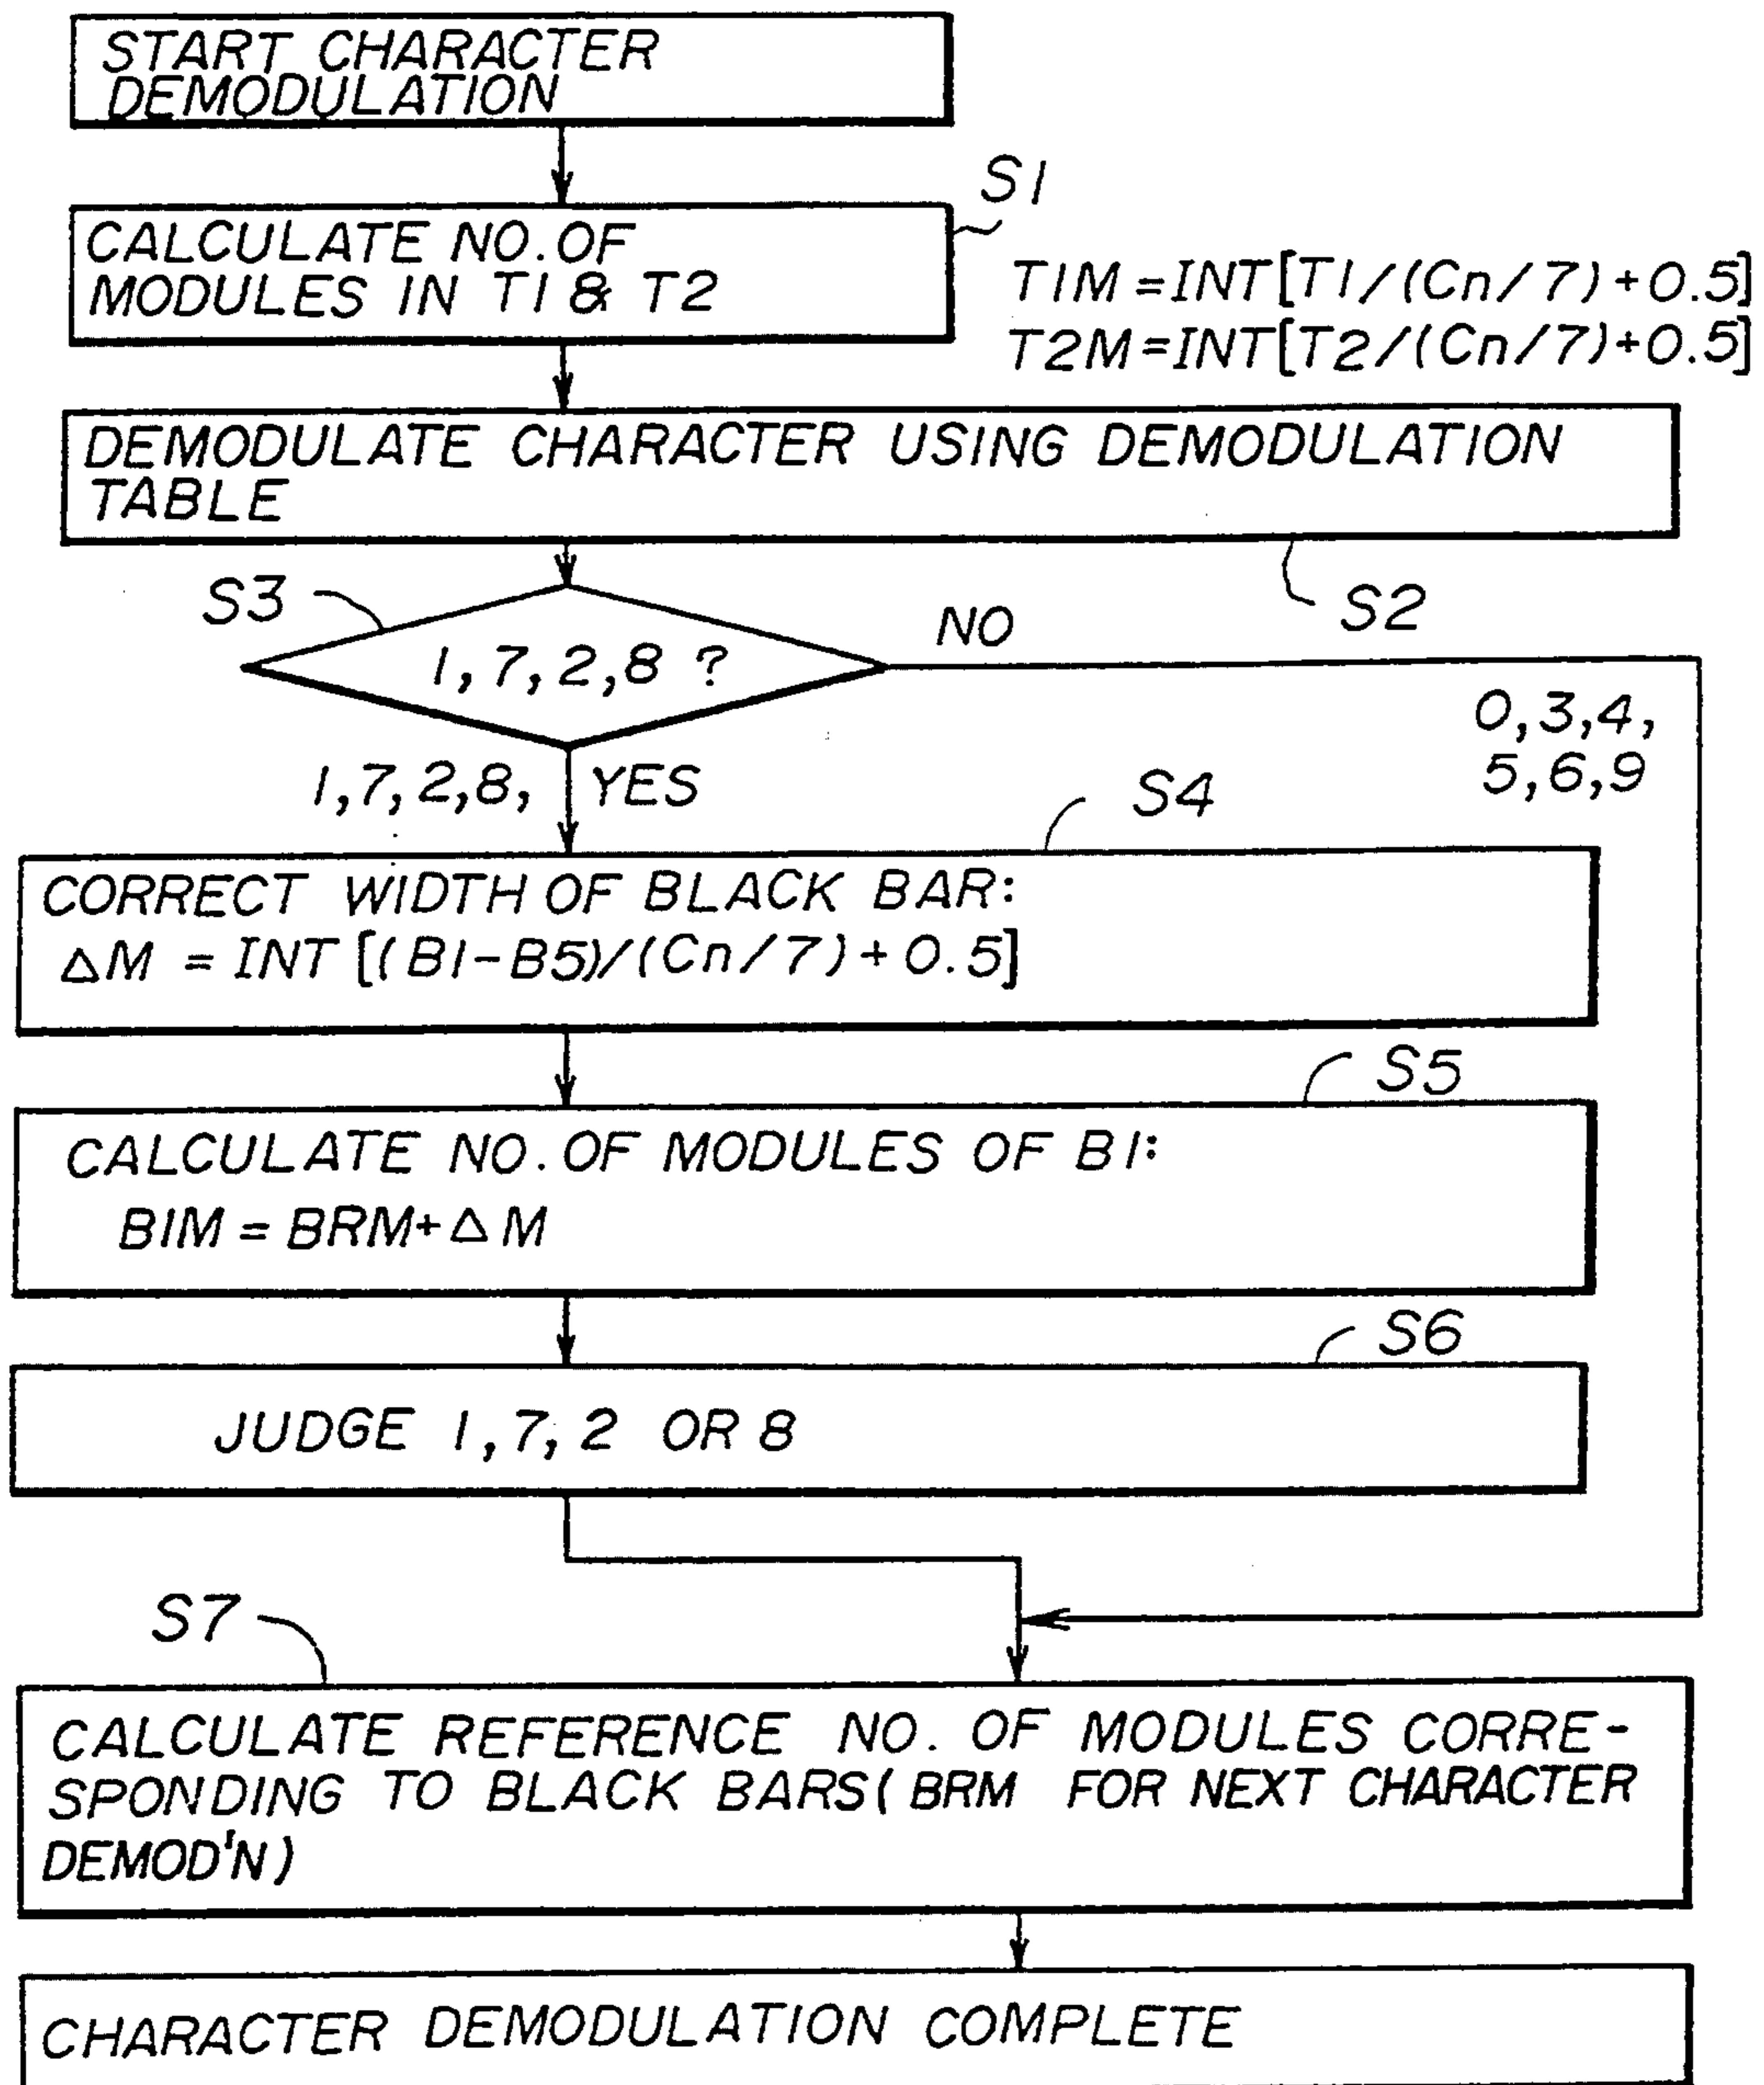 START CHARACTER
DEMODULATION
S1
CALCULATE NO. OF
MODULES IN T1 & T2
T1M = INT[T1/(Cn/7)+0.5]
T2M = INT[T2/(Cn/7)+0.5]
DEMODULATE CHARACTER USING DEMODULATION
TABLE
S2
S3
1, 7, 2, 8 ?
NO
0, 3, 4,
5, 6, 9
1, 7, 2, 8, YES
S4
CORRECT WIDTH OF BLACK BAR:
△M = INT [(B1-B5)/(Cn/7)+0.5]
S5
CALCULATE NO. OF MODULES OF B1:
B1M = BRM+△M
S6
JUDGE 1, 7, 2 OR 8
S7
CALCULATE REFERENCE NO. OF MODULES CORRE-
SPONDING TO BLACK BARS (BRM FOR NEXT CHARACTER
DEMOD'N)
CHARACTER DEMODULATION COMPLETE